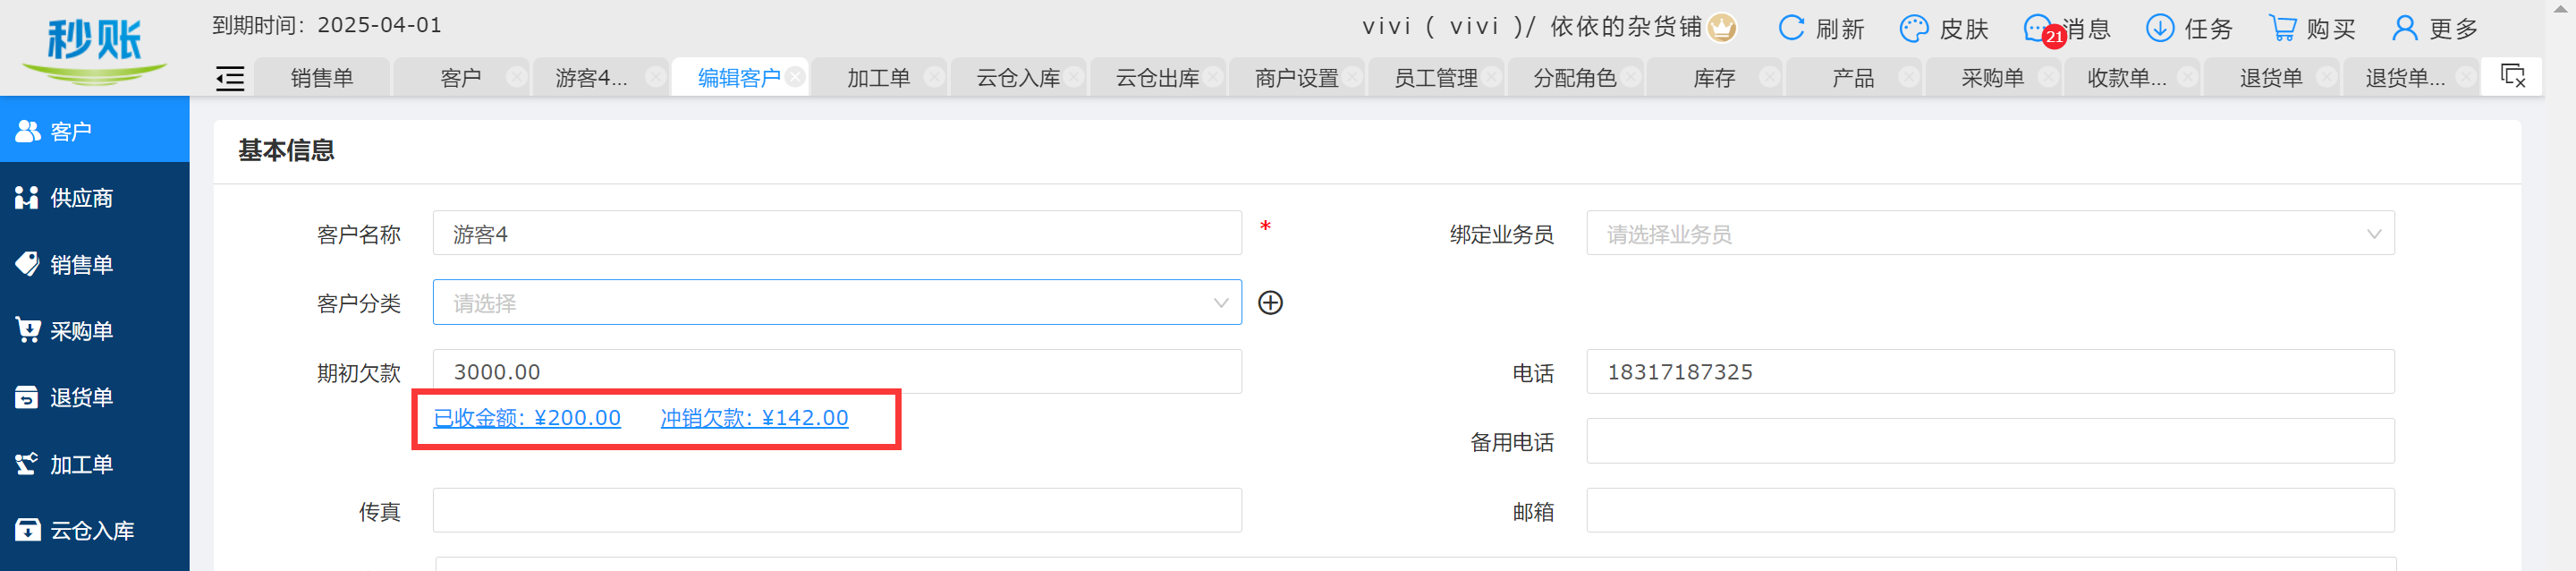 秒账
到期时间：2025-04-01
vivi ( vivi )/ 依依的杂货铺
刷新
皮肤
21
消息
任务
购买
更多
销售单
客户
游客4...
编辑客户
加工单
云仓入库
云仓出库
商户设置
员工管理
分配角色
库存
产品
采购单
收款单...
退货单
退货单...
客户
供应商
销售单
采购单
退货单
加工单
云仓入库
基本信息
客户名称 游客4 *
绑定业务员 请选择业务员
客户分类 请选择
期初欠款 3000.00
电话 18317187325
已收金额：¥200.00 冲销欠款：¥142.00
备用电话
传真
邮箱